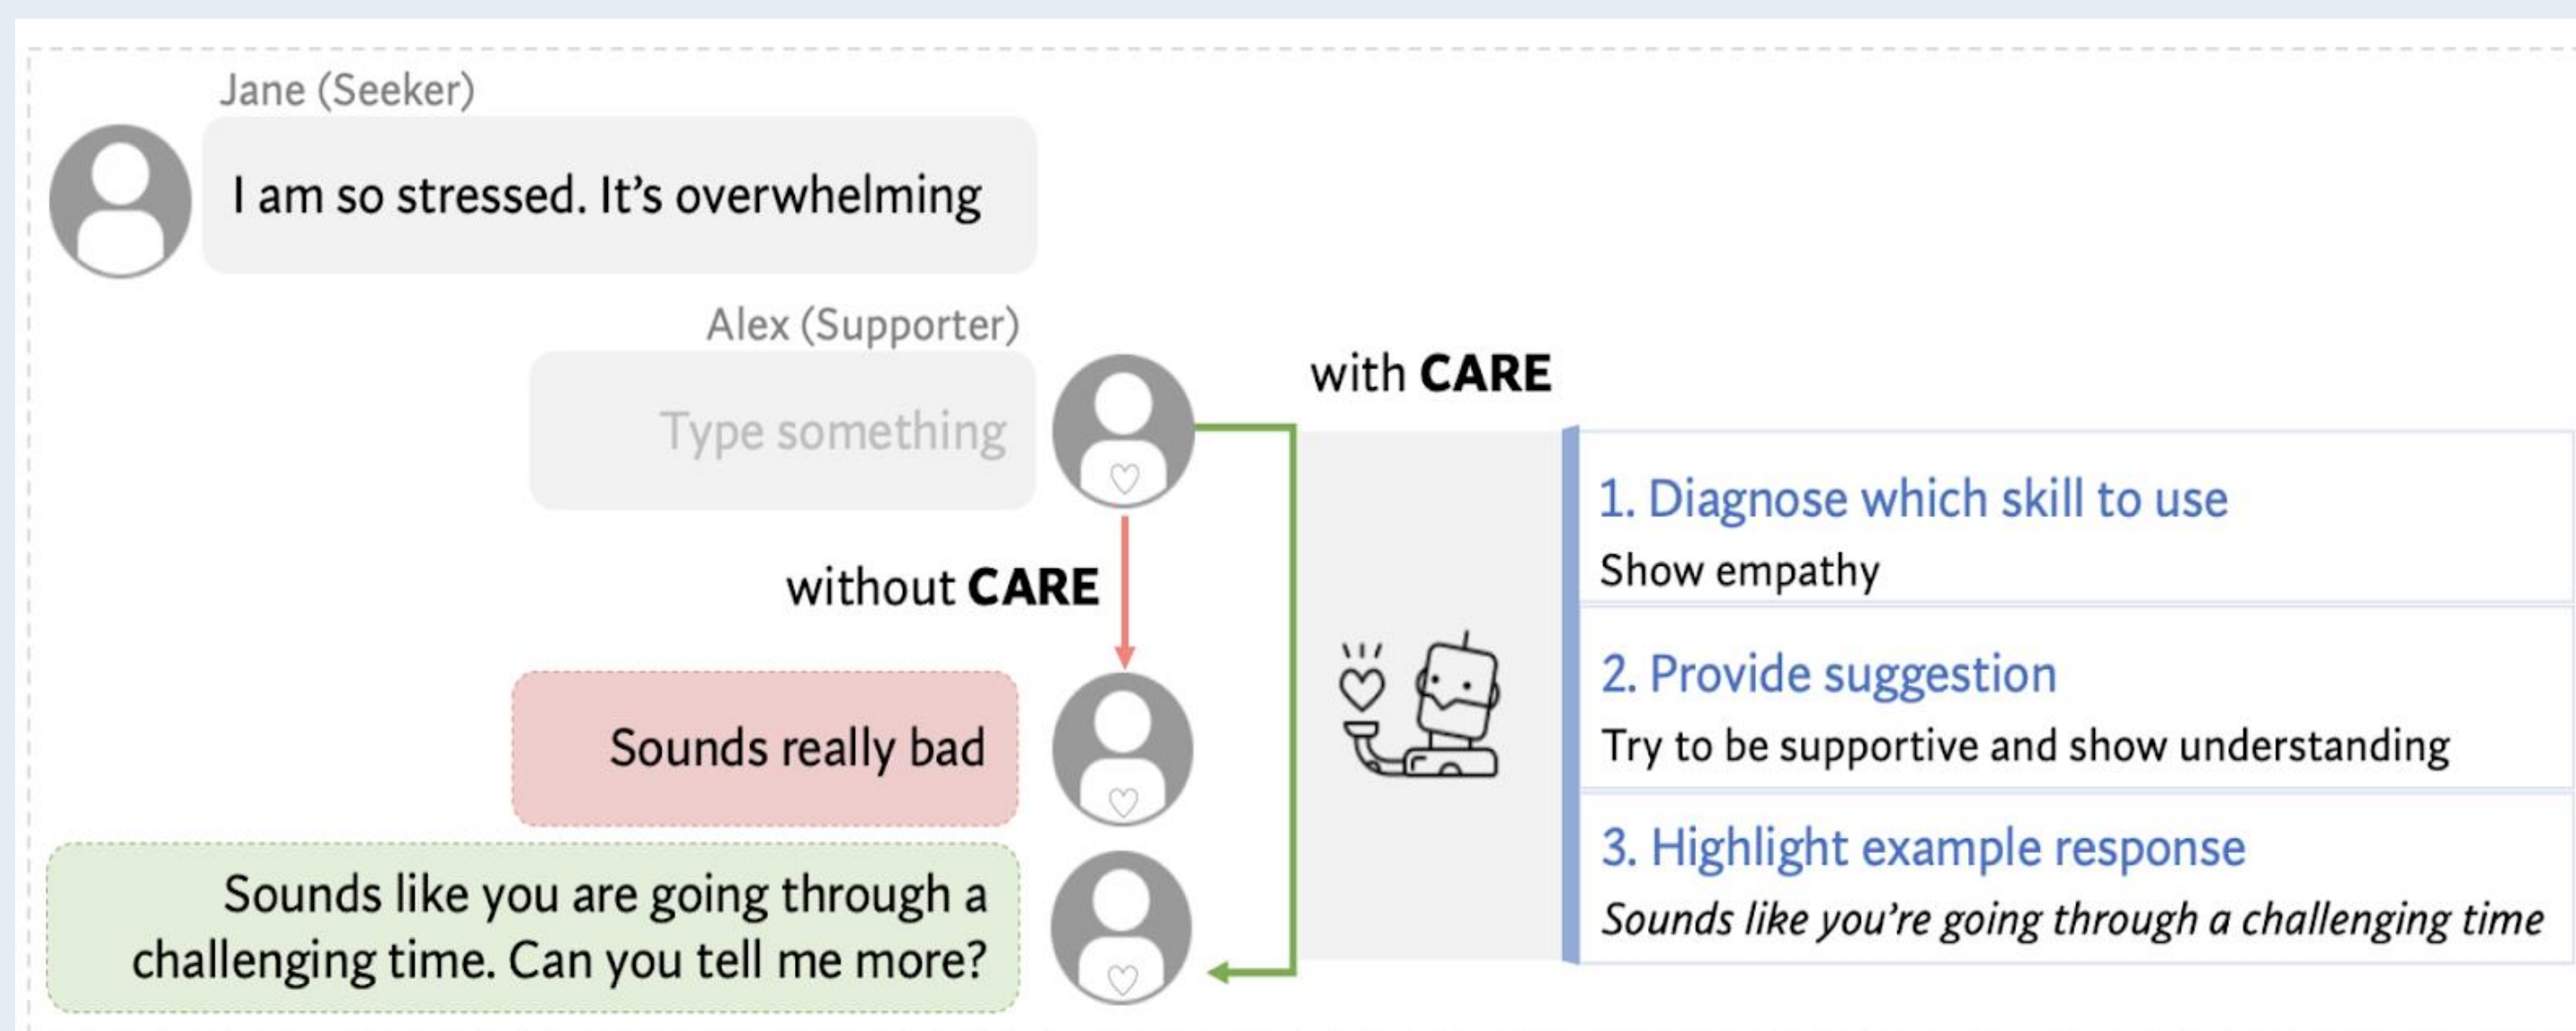 Jane (Seeker)
I am so stressed. It's overwhelming
Alex (Supporter)
Type something
with CARE
1. Diagnose which skill to use
Show empathy
without CARE
2. Provide suggestion
Try to be supportive and show understanding
Sounds really bad
3. Highlight example response
Sounds like you're going through a challenging time
Sounds like you are going through a
challenging time. Can you tell me more?